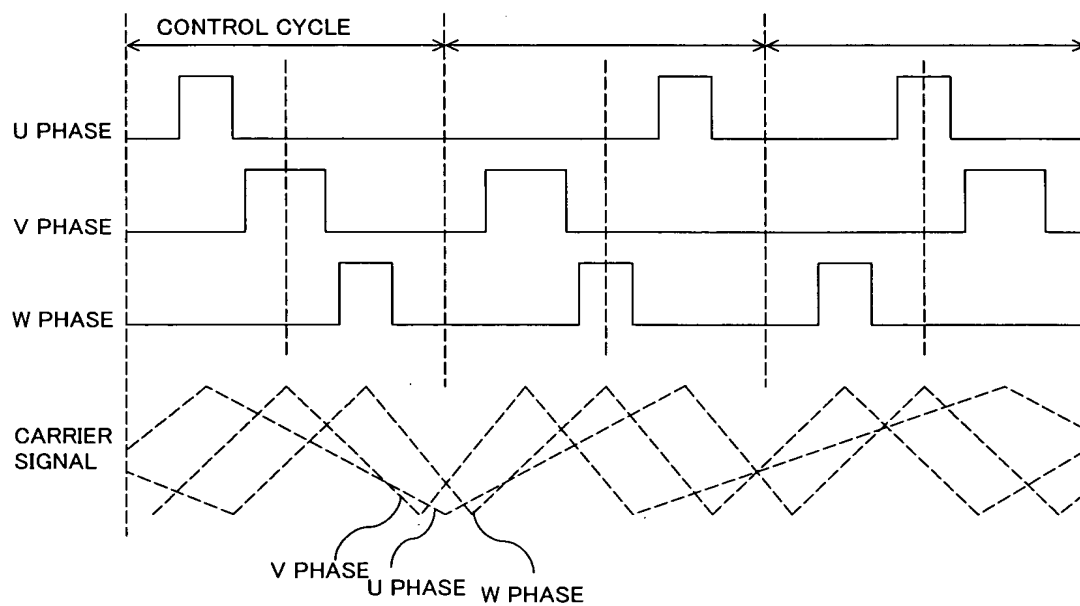 CONTROL CYCLE
U PHASE
V PHASE
W PHASE
CARRIER
SIGNAL
V PHASE
U PHASE
W PHASE